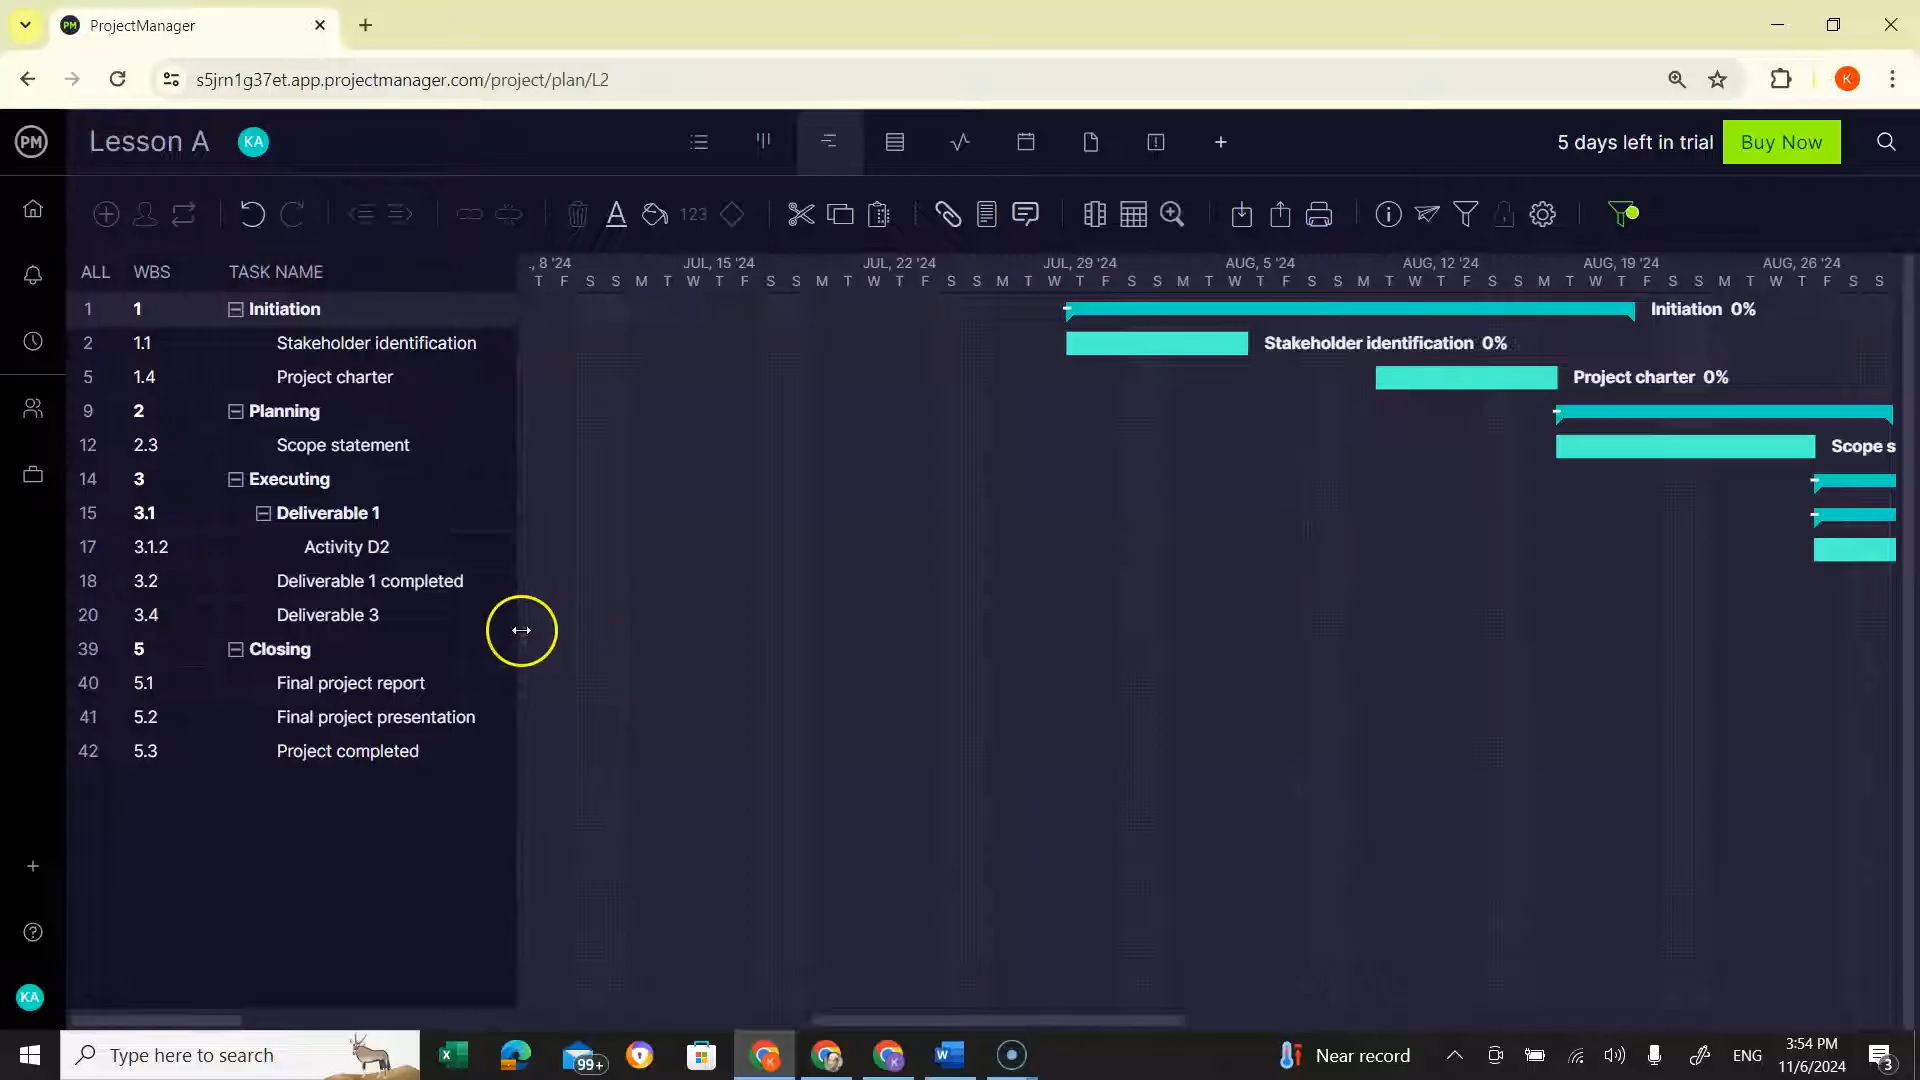 PM ProjectManager
s5jrn1g37et.app.projectmanager.com/project/plan/L2
K
PM Lesson A KA 5 days left in trial Buy Now
123
ALL WBS TASK NAME
., 8 '24 JUL, 15 '24 JUL, 22 '24 JUL, 29 '24 AUG, 5 '24 AUG, 12 '24 AUG, 19 '24 AUG, 26 '24
T F S S M T W T F S S M T W T F S S M T W T F S S M T W T F S S M T W T F S S M T W T F S S M T W T F S S
1 1 Initiation Initiation 0%
2 1.1 Stakeholder identification Stakeholder identification 0%
5 1.4 Project charter Project charter 0%
9 2 Planning
12 2.3 Scope statement Scope s
14 3 Executing
15 3.1 Deliverable 1
17 3.1.2 Activity D2
18 3.2 Deliverable 1 completed
20 3.4 Deliverable 3
39 5 Closing
40 5.1 Final project report
41 5.2 Final project presentation
42 5.3 Project completed
KA
Type here to search 99+ Near record ENG 3:54 PM 11/6/2024 3